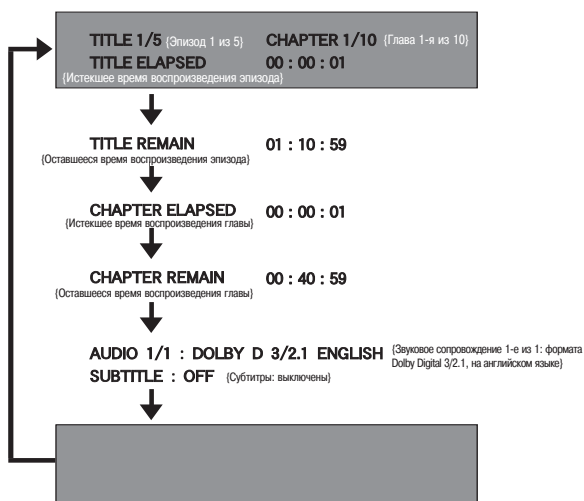 TITLE 1/5 {Эпизод 1 из 5} CHAPTER 1/10 {Глава 1-я из 10}
TITLE ELAPSED 00 : 00 : 01
{Истекшее время воспроизведения эпизода}
TITLE REMAIN 01 : 10 : 59
{Оставшееся время воспроизведения эпизода}
CHAPTER ELAPSED 00 : 00 : 01
{Истекшее время воспроизведения главы}
CHAPTER REMAIN 00 : 40 : 59
{Оставшееся время воспроизведения главы}
AUDIO 1/1 : DOLBY D 3/2.1 ENGLISH {Звуковое сопровождение 1-е из 1: формата
Dolby Digital 3/2.1, на английском языке}
SUBTITLE : OFF {Субтитры: выключены}